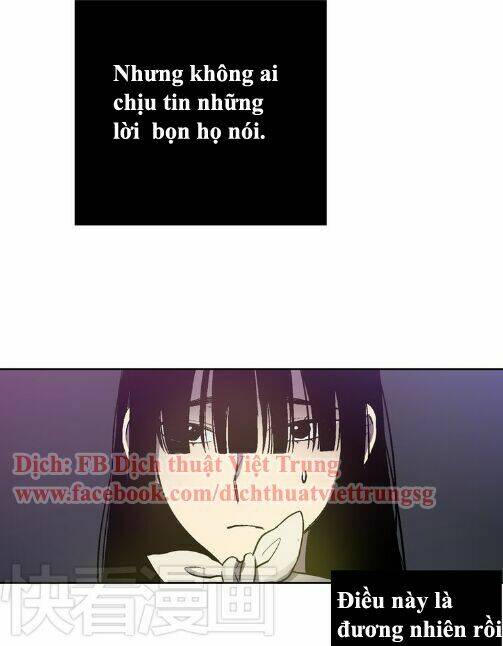 Nhưng không ai
chịu tin những
lời bọn họ nói.
Dịch: FB Dịch thuật Việt Trung
www.facebook.com/dichthuatviettrungsg
快看漫画
Điều này là
đương nhiên rồi